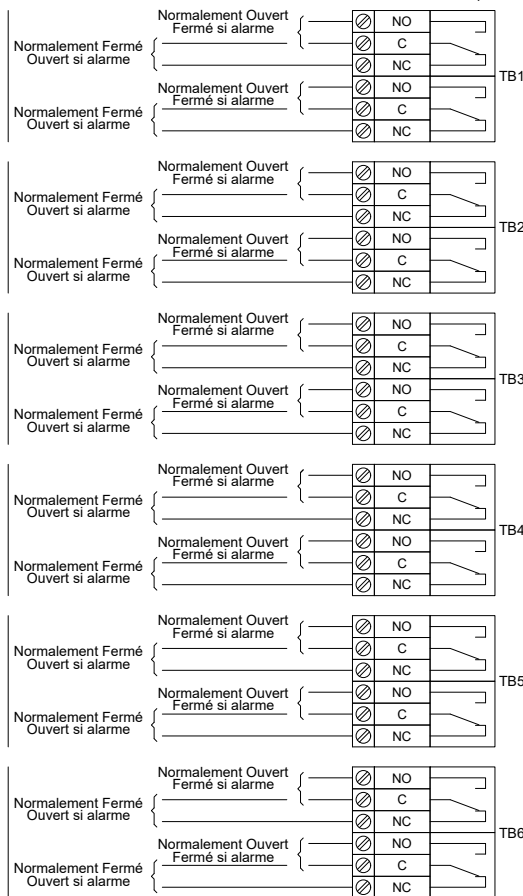 Normalement Ouvert
Fermé si alarme
NO
Normalement Fermé
Ouvert si alarme
C
NC
TB1
Normalement Ouvert
Fermé si alarme
NO
Normalement Fermé
Ouvert si alarme
C
NC
Normalement Ouvert
Fermé si alarme
NO
Normalement Fermé
Ouvert si alarme
C
NC
TB2
Normalement Ouvert
Fermé si alarme
NO
Normalement Fermé
Ouvert si alarme
C
NC
Normalement Ouvert
Fermé si alarme
NO
Normalement Fermé
Ouvert si alarme
C
NC
TB3
Normalement Ouvert
Fermé si alarme
NO
Normalement Fermé
Ouvert si alarme
C
NC
Normalement Ouvert
Fermé si alarme
NO
Normalement Fermé
Ouvert si alarme
C
NC
TB4
Normalement Ouvert
Fermé si alarme
NO
Normalement Fermé
Ouvert si alarme
C
NC
Normalement Ouvert
Fermé si alarme
NO
Normalement Fermé
Ouvert si alarme
C
NC
TB5
Normalement Ouvert
Fermé si alarme
NO
Normalement Fermé
Ouvert si alarme
C
NC
Normalement Ouvert
Fermé si alarme
NO
Normalement Fermé
Ouvert si alarme
C
NC
TB6
Normalement Ouvert
Fermé si alarme
NO
Normalement Fermé
Ouvert si alarme
C
NC